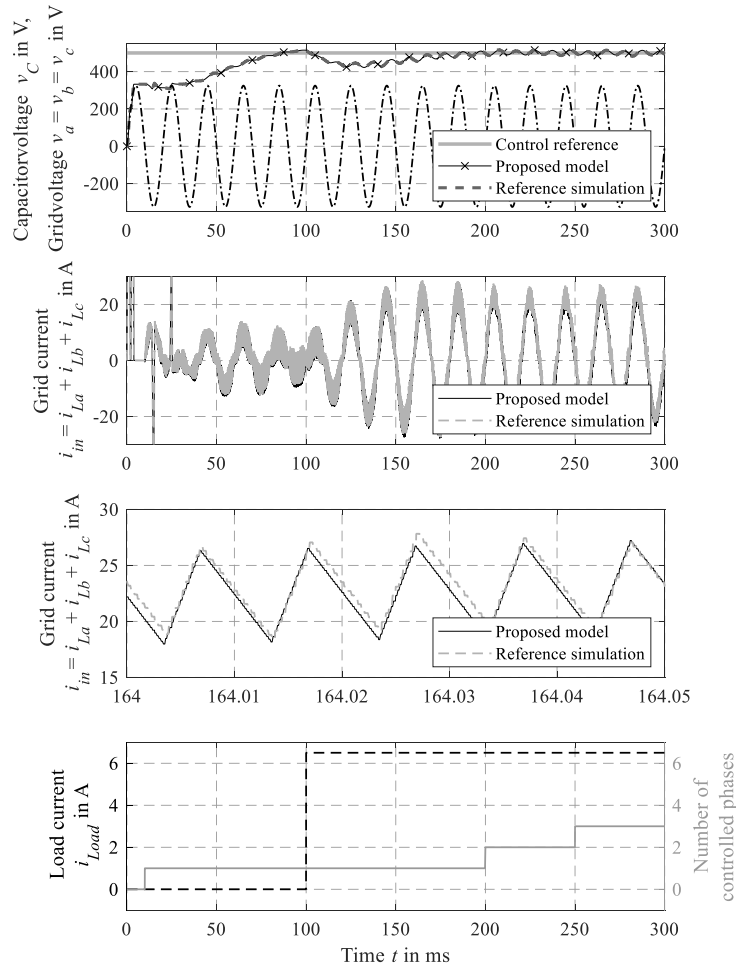 Capacitorvoltage v_C in V,
Gridvoltage v_a = v_b = v_c in V
400
200
0
-200
Control reference
Proposed model
Reference simulation
0 50 100 150 200 250 300
Grid current
i_in = i_La + i_Lb + i_Lc in A
20
0
-20
Proposed model
Reference simulation
0 50 100 150 200 250 300
Grid current
i_in = i_La + i_Lb + i_Lc in A
30
25
20
15
Proposed model
Reference simulation
164 164.01 164.02 164.03 164.04 164.05
Load current
i_Load in A
6
4
2
0
6
4
2
0
Number of
controlled phases
0 50 100 150 200 250 300
Time t in ms